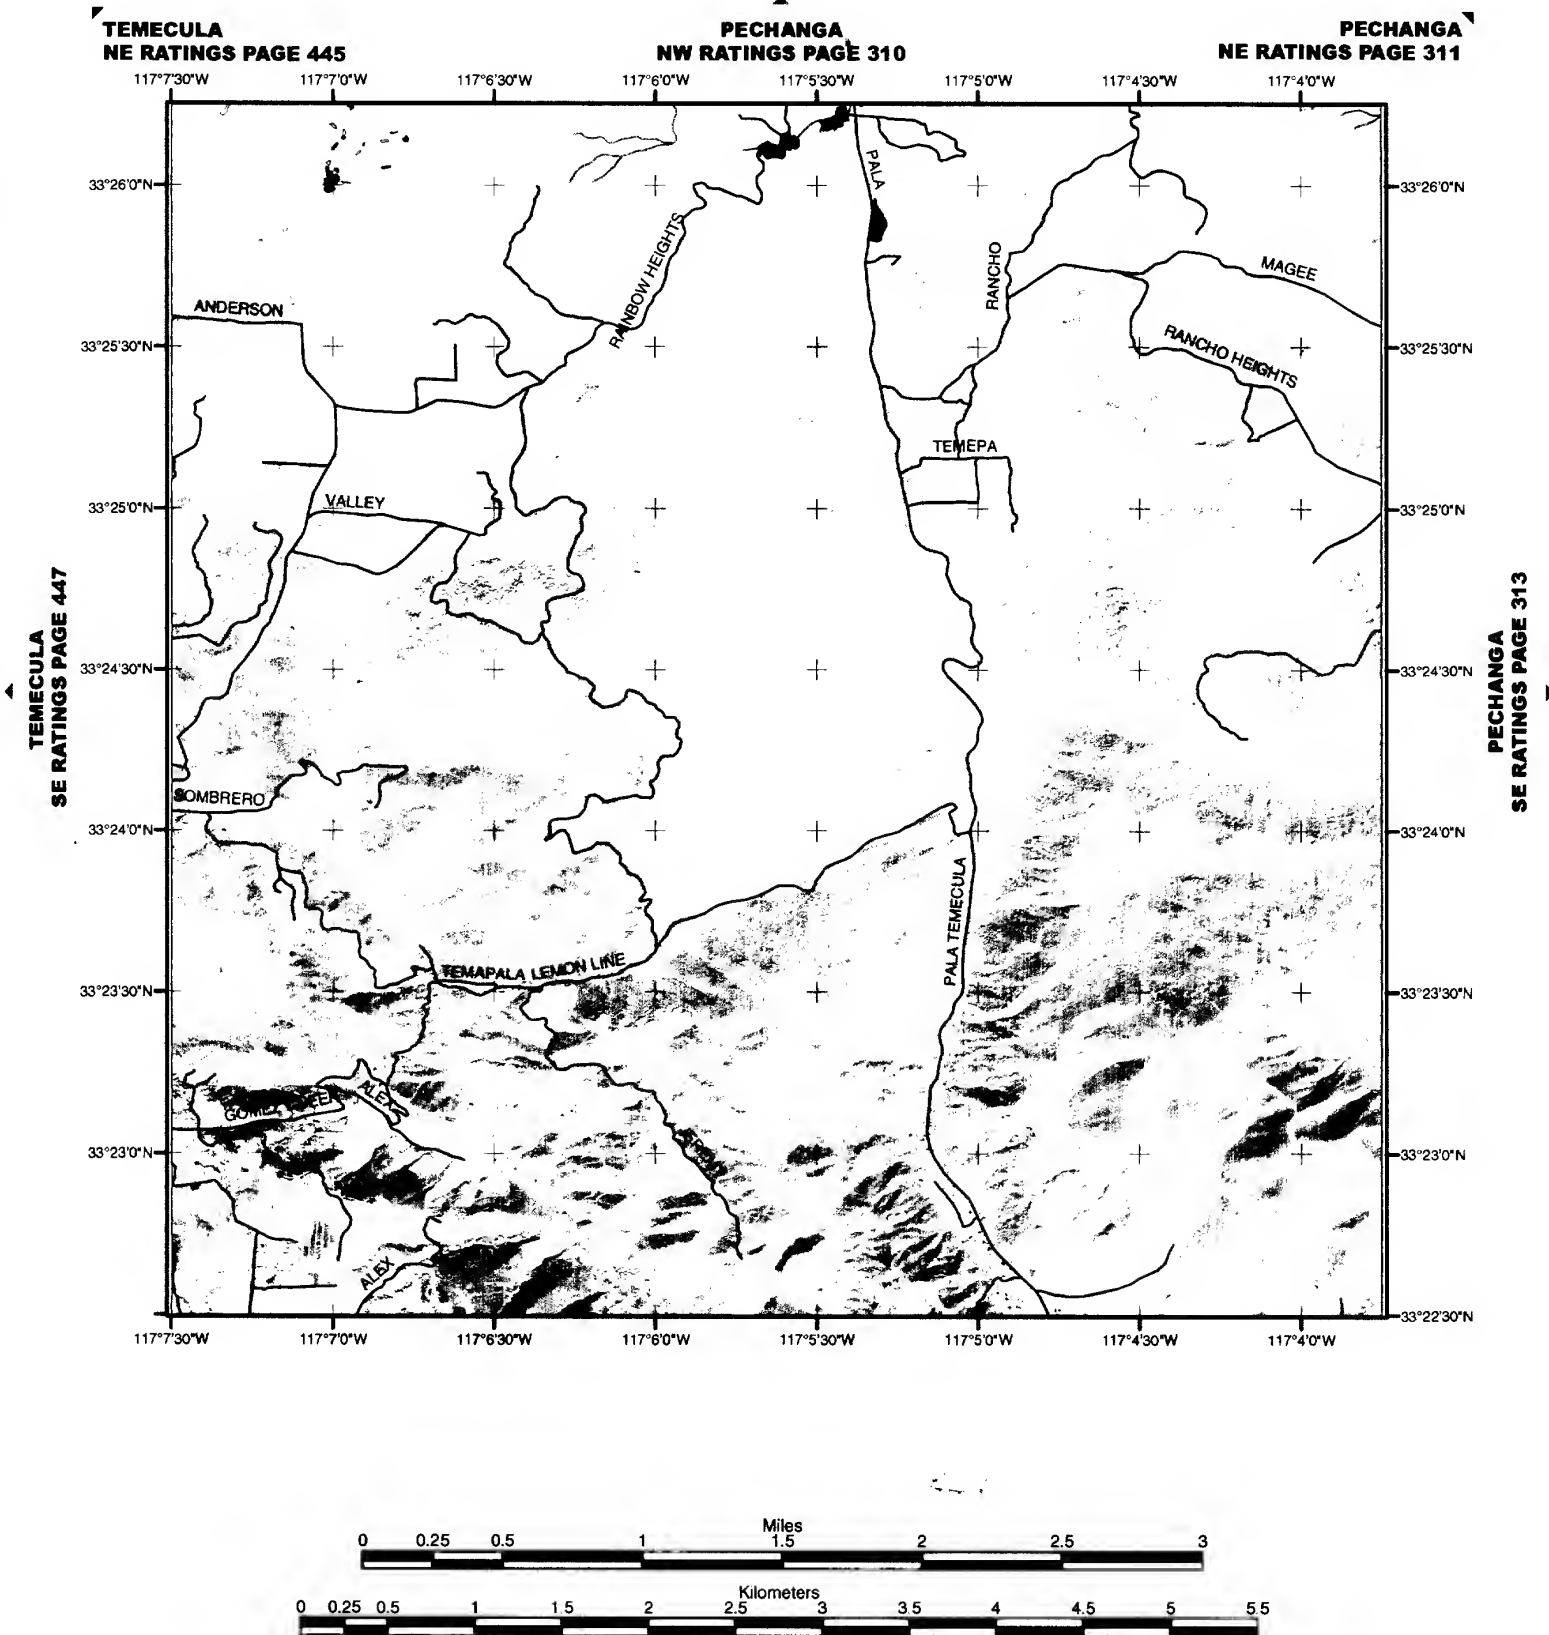 TEMECULA
NE RATINGS PAGE 445
PECHANGA
NW RATINGS PAGE 310
PECHANGA
NE RATINGS PAGE 311
117°7'30"W 117°7'0"W 117°6'30"W 117°6'0"W 117°5'30"W 117°5'0"W 117°4'30"W 117°4'0"W
33°26'0"N
33°26'0"N
PALA
RAINBOW HEIGHTS
RANCHO
MAGEE
ANDERSON
33°25'30"N
33°25'30"N
RANCHO HEIGHTS
TEMEPA
VALLEY
33°25'0"N
33°25'0"N
TEMECULA
SE RATINGS PAGE 447
PECHANGA
SE RATINGS PAGE 313
33°24'30"N
33°24'30"N
SOMBRERO
33°24'0"N
33°24'0"N
PALA TEMECULA
TEMAPALA LEMON LINE
33°23'30"N
33°23'30"N
ALEX
GOMEZ CREEK
33°23'0"N
33°23'0"N
ALEX
33°22'30"N
117°7'30"W 117°7'0"W 117°6'30"W 117°6'0"W 117°5'30"W 117°5'0"W 117°4'30"W 117°4'0"W
Miles
0 0.25 0.5 1 1.5 2 2.5 3
Kilometers
0 0.25 0.5 1 1.5 2 2.5 3 3.5 4 4.5 5 5.5